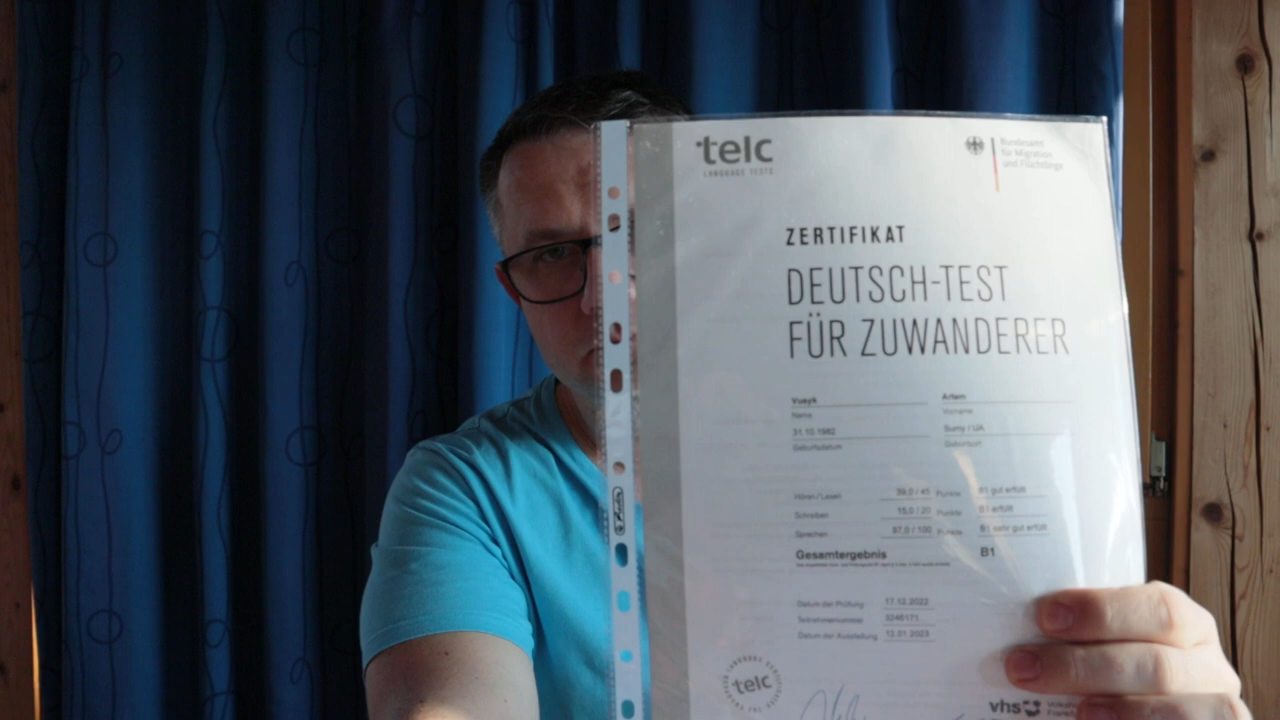 telc
LANGUAGE TESTS
Bundesamt
für Migration
und Flüchtlinge
ZERTIFIKAT
DEUTSCH-TEST
FÜR ZUWANDERER
Vusyk Artem
Name Vorname
31.10.1982 Sumy / UA
Geburtsdatum Geburtsort
Hören/Lesen 39,0 / 45 Punkte B1 gut erfüllt
Schreiben 15,0 / 20 Punkte B1 erfüllt
Sprechen 97,0 / 100 Punkte B1 sehr gut erfüllt
Gesamtergebnis B1
Datum der Prüfung 17.12.2022
Teilnehmernummer 3246171
Datum der Ausstellung 12.01.2023
telc
vhs